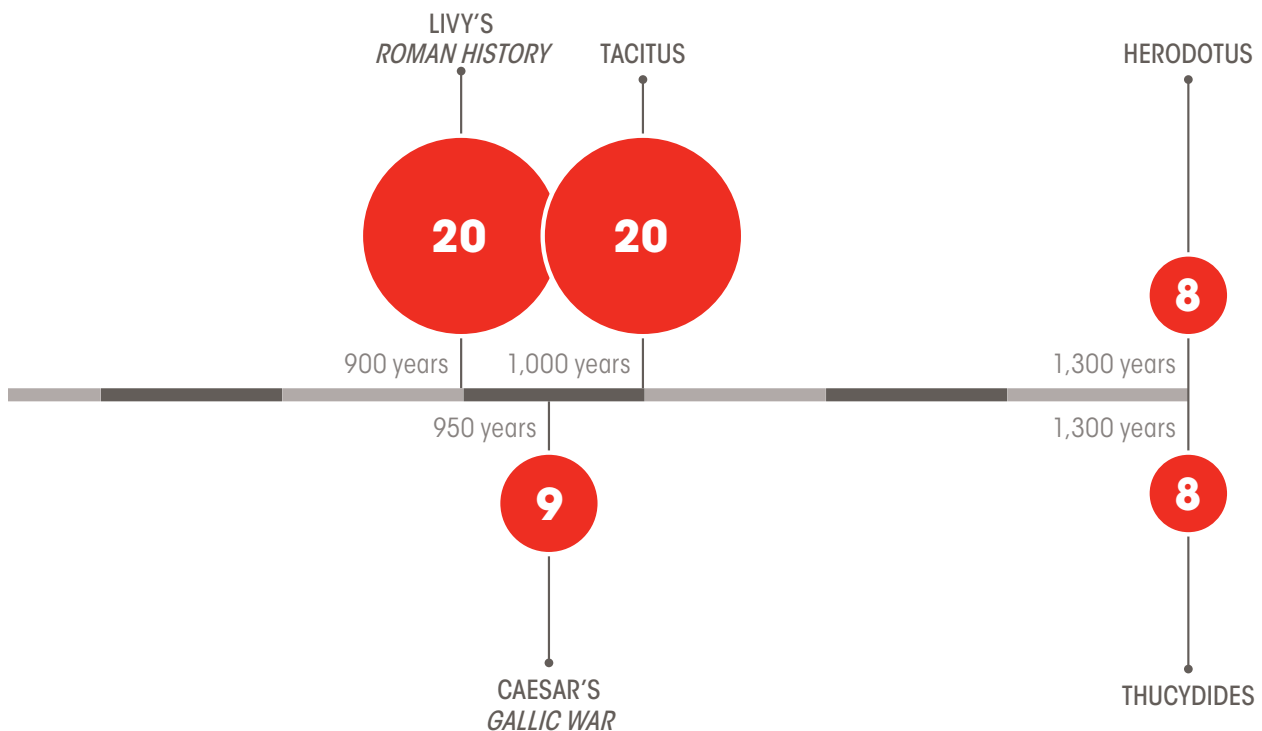 LIVY'S
ROMAN HISTORY
TACITUS
HERODOTUS
20
20
8
900 years
1,000 years
1,300 years
950 years
1,300 years
9
8
CAESAR'S
GALLIC WAR
THUCYDIDES